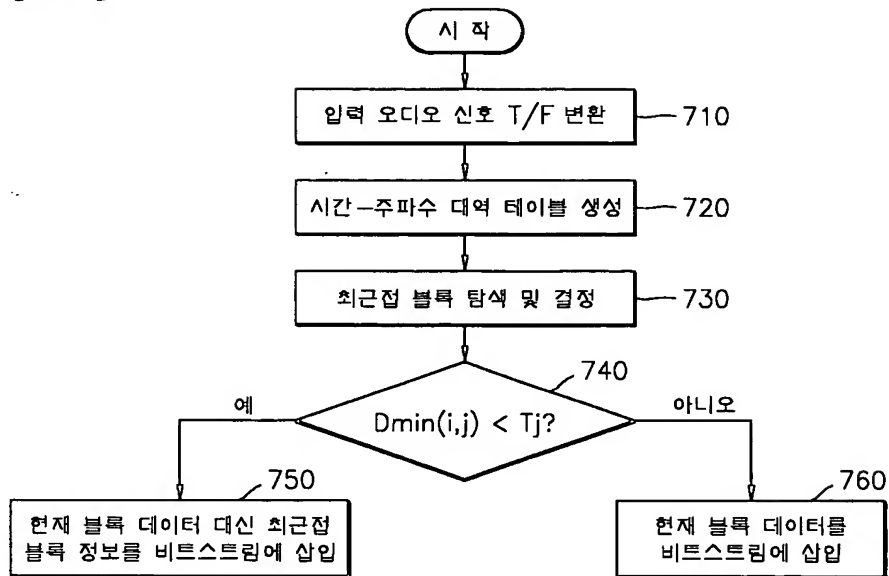 시 작
입력 오디오 신호 T/F 변환
710
시간-주파수 대역 테이블 생성
720
최근접 블록 탐색 및 결정
730
740
예
Dmin(i,j) < Tj?
아니오
750
760
현재 블록 데이터 대신 최근접
블록 정보를 비트스트림에 삽입
현재 블록 데이터를
비트스트림에 삽입